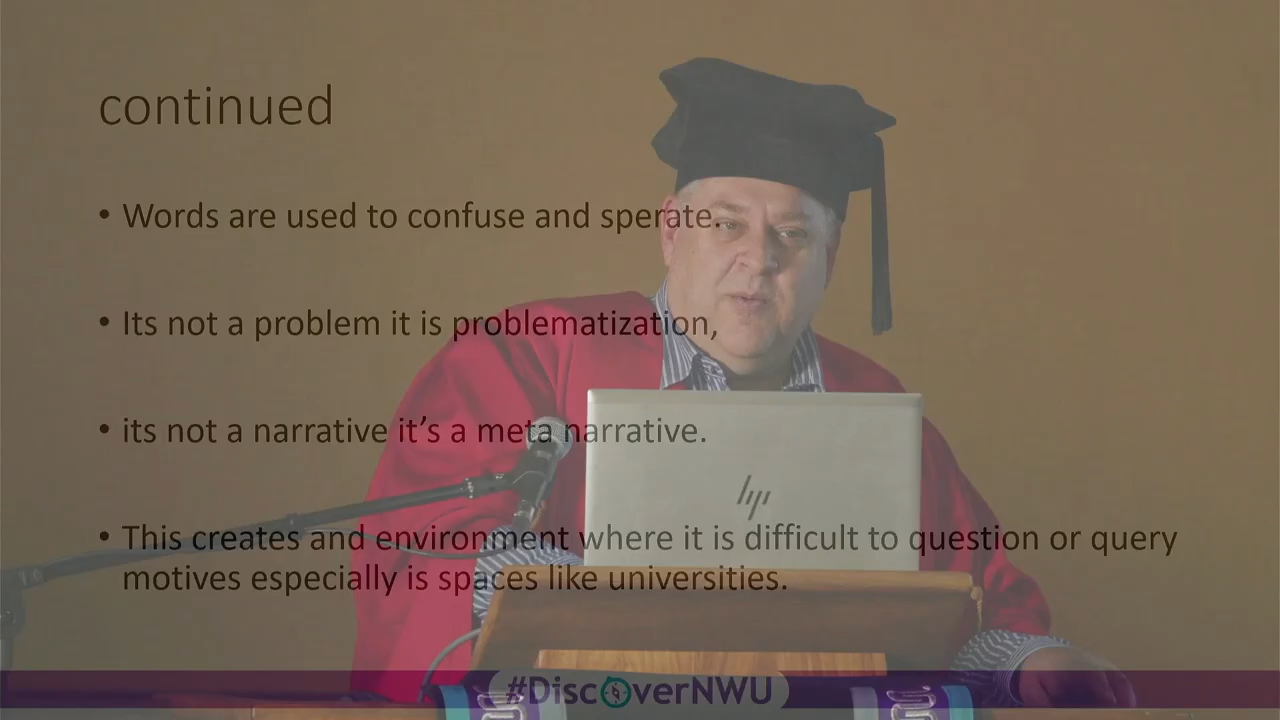 continued
• Words are used to confuse and sperate.
• Its not a problem it is problematization,
• its not a narrative it’s a meta narrative.
• This creates and environment where it is difficult to question or query
motives especially is spaces like universities.
hp
#DiscOverNWU